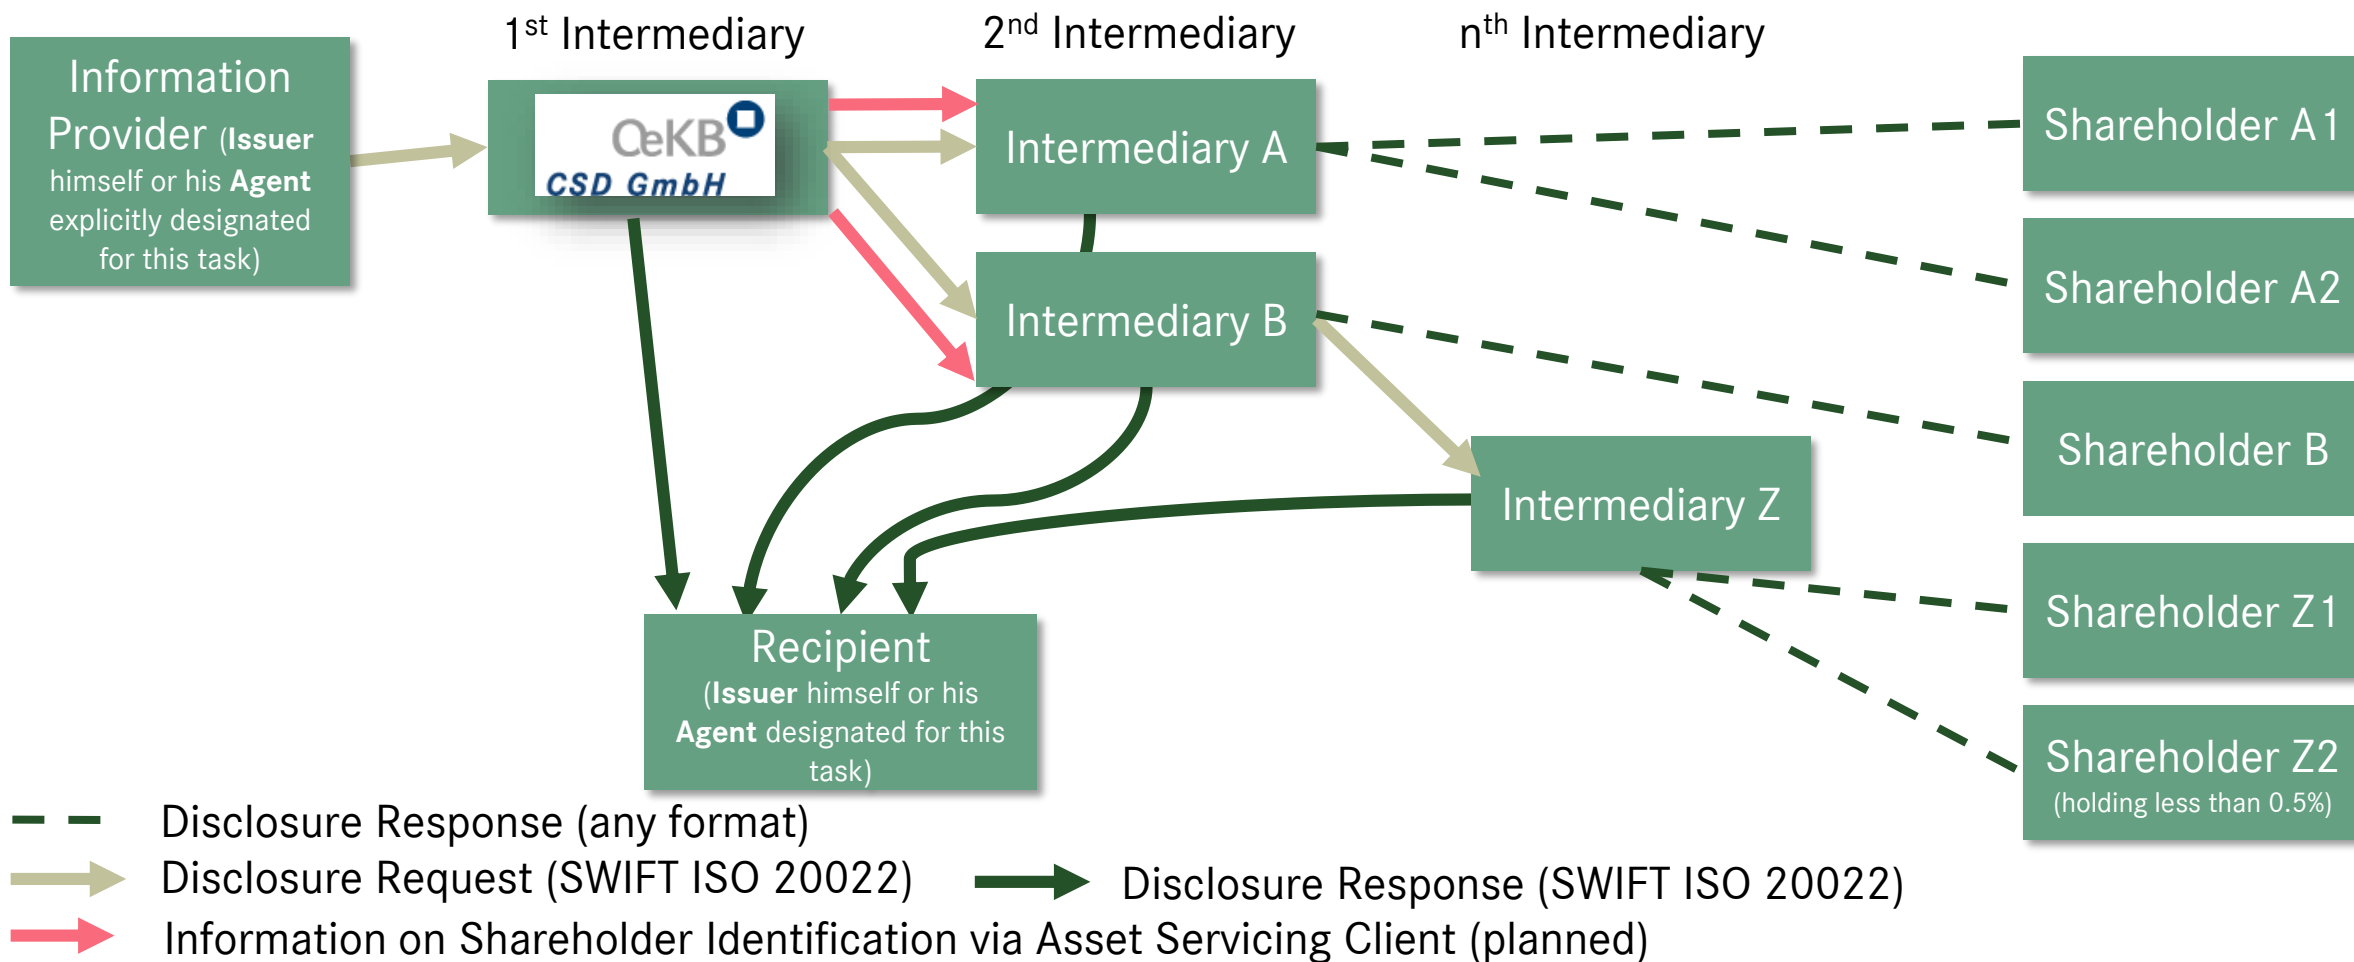 1st Intermediary
2nd Intermediary
nth Intermediary
Information
Provider (Issuer
himself or his Agent
explicitly designated
for this task)
OeKB
CSD GmbH
Intermediary A
Intermediary B
Intermediary Z
Shareholder A1
Shareholder A2
Shareholder B
Shareholder Z1
Shareholder Z2
(holding less than 0.5%)
Recipient
(Issuer himself or his
Agent designated for this
task)
Disclosure Response (any format)
Disclosure Request (SWIFT ISO 20022)
Disclosure Response (SWIFT ISO 20022)
Information on Shareholder Identification via Asset Servicing Client (planned)